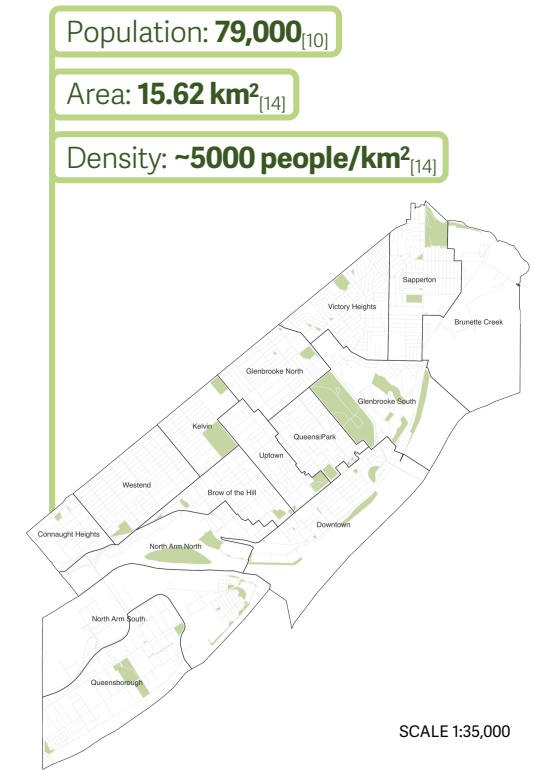 Population: 79,000[10]
Area: 15.62 km²[14]
Density: ~5000 people/km²[14]
Sapperton
Victory Heights
Brunette Creek
Glenbrooke North
Glenbrooke South
Kelvin
Queens Park
Uptown
Westend
Brow of the Hill
Downtown
Connaught Heights
North Arm North
North Arm South
Queensborough
SCALE 1:35,000